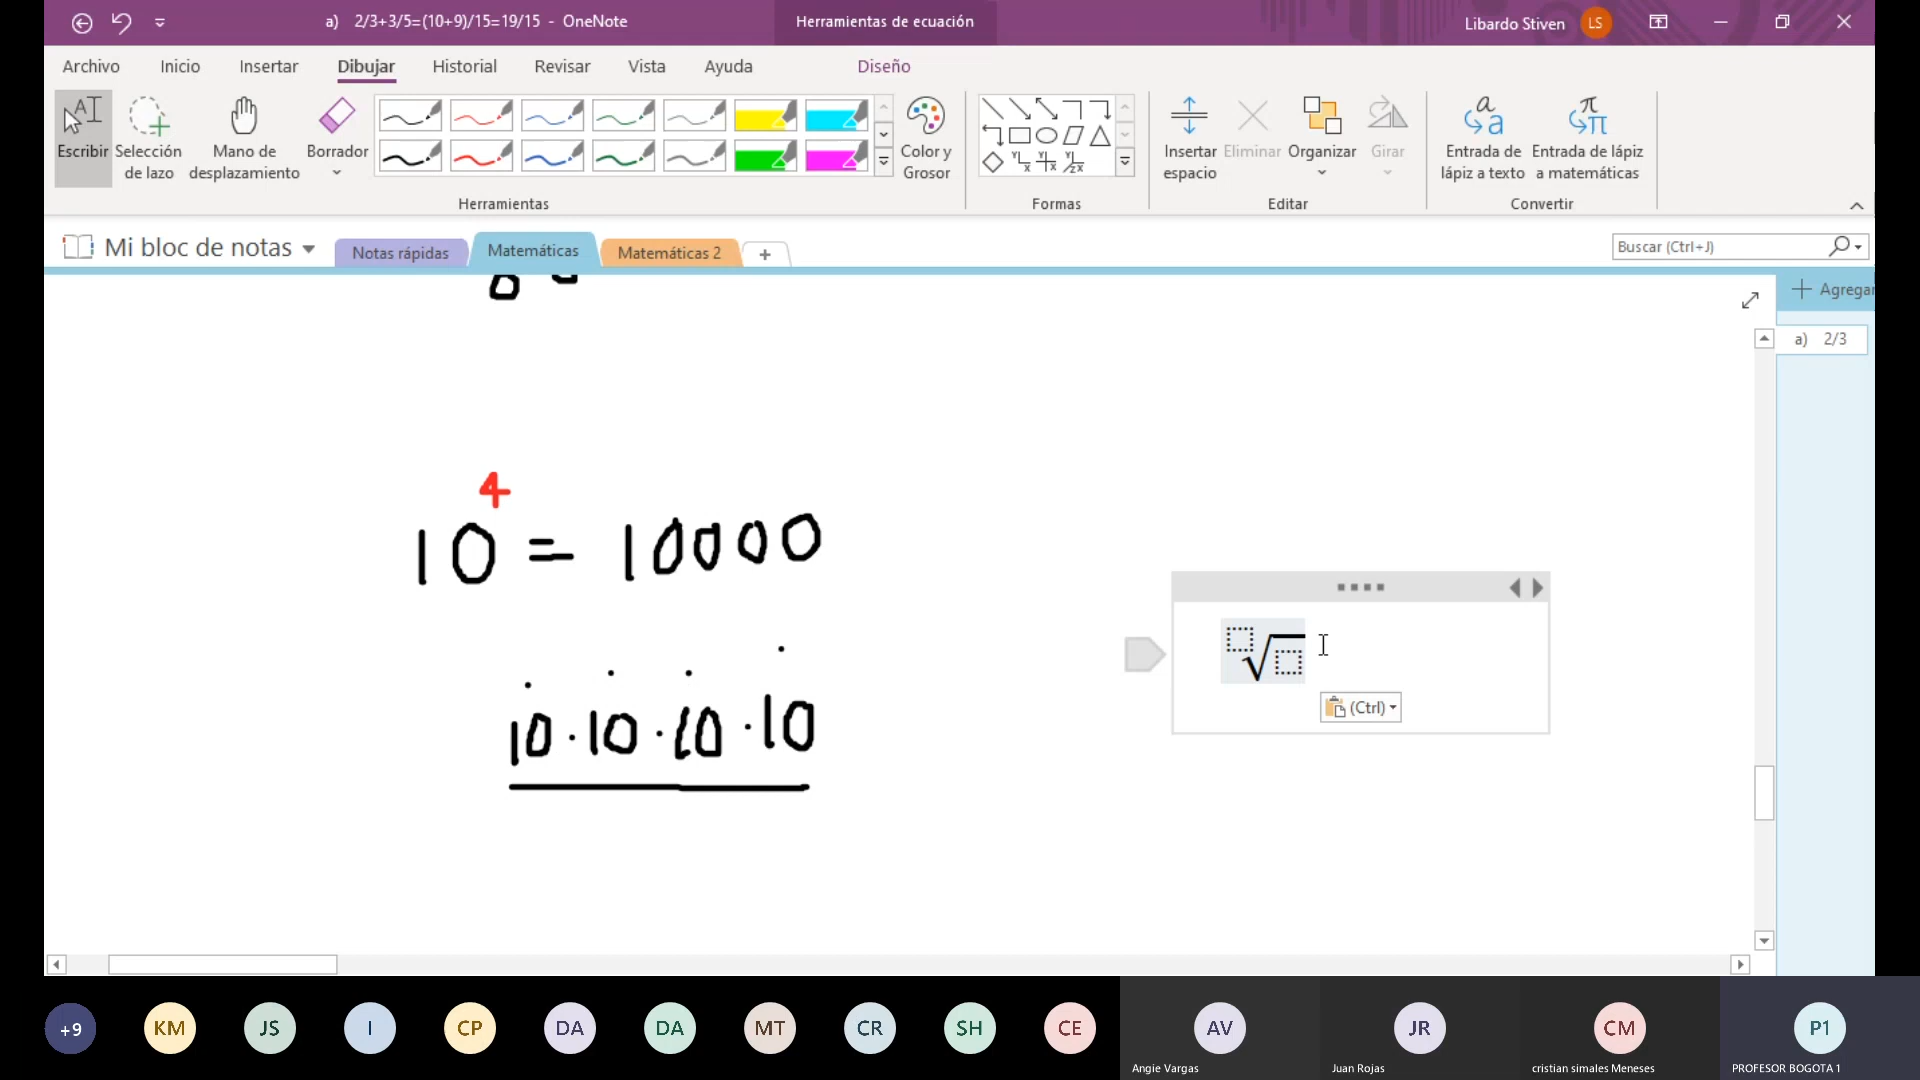 a) 2/3+3/5=(10+9)/15=19/15 - OneNote
Herramientas de ecuación
Libardo Stiven
LS
Archivo Inicio Insertar Dibujar Historial Revisar Vista Ayuda Diseño
Escribir
Selección de lazo
Mano de desplazamiento
Borrador
Color y Grosor
Insertar espacio
Eliminar
Organizar
Girar
Entrada de lápiz a texto
Entrada de lápiz a matemáticas
Herramientas
Formas
Editar
Convertir
Mi bloc de notas
Notas rápidas
Matemáticas
Matemáticas 2
+
Buscar (Ctrl+J)
Agregar
a) 2/3
10⁴ = 10000
10 · 10 · 10 · 10
√
(Ctrl)
+9 KM JS I CP DA DA MT CR SH CE AV JR CM P1
Angie Vargas
Juan Rojas
cristian simales Meneses
PROFESOR BOGOTA 1